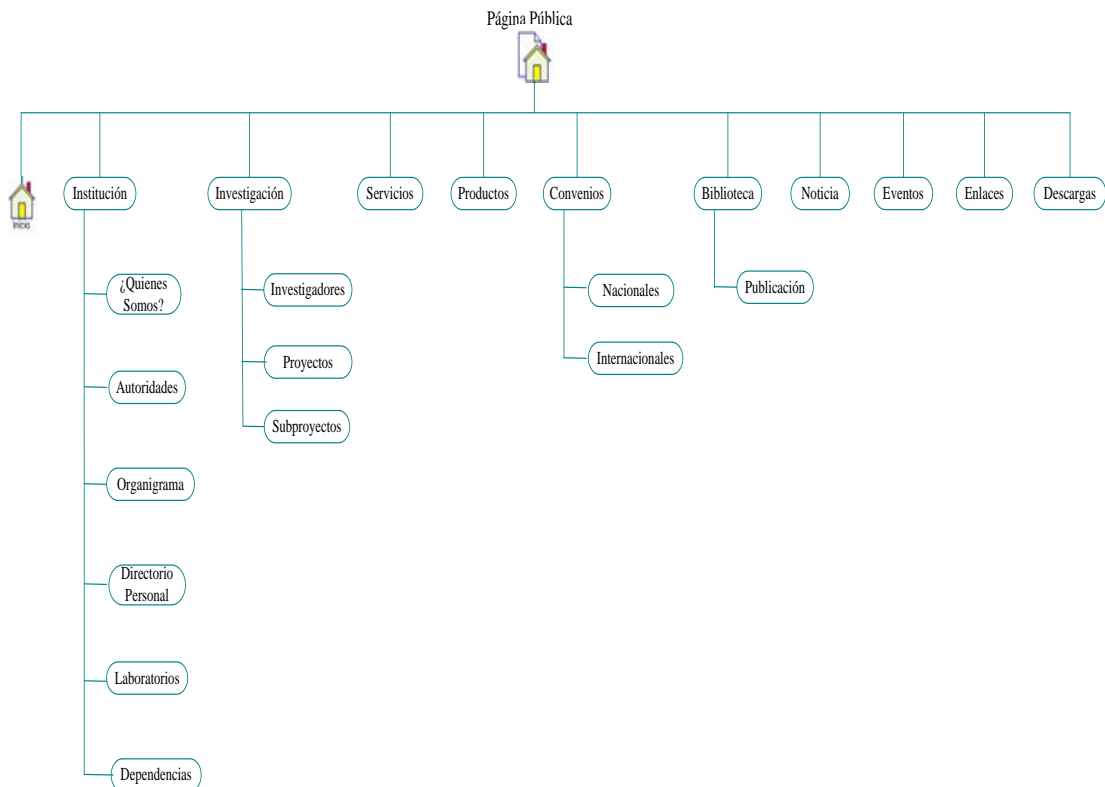 Página Pública
Inicio
Institución
Investigación
Servicios
Productos
Convenios
Biblioteca
Noticia
Eventos
Enlaces
Descargas
¿Quienes
Somos?
Autoridades
Organigrama
Directorio
Personal
Laboratorios
Dependencias
Investigadores
Proyectos
Subproyectos
Nacionales
Internacionales
Publicación